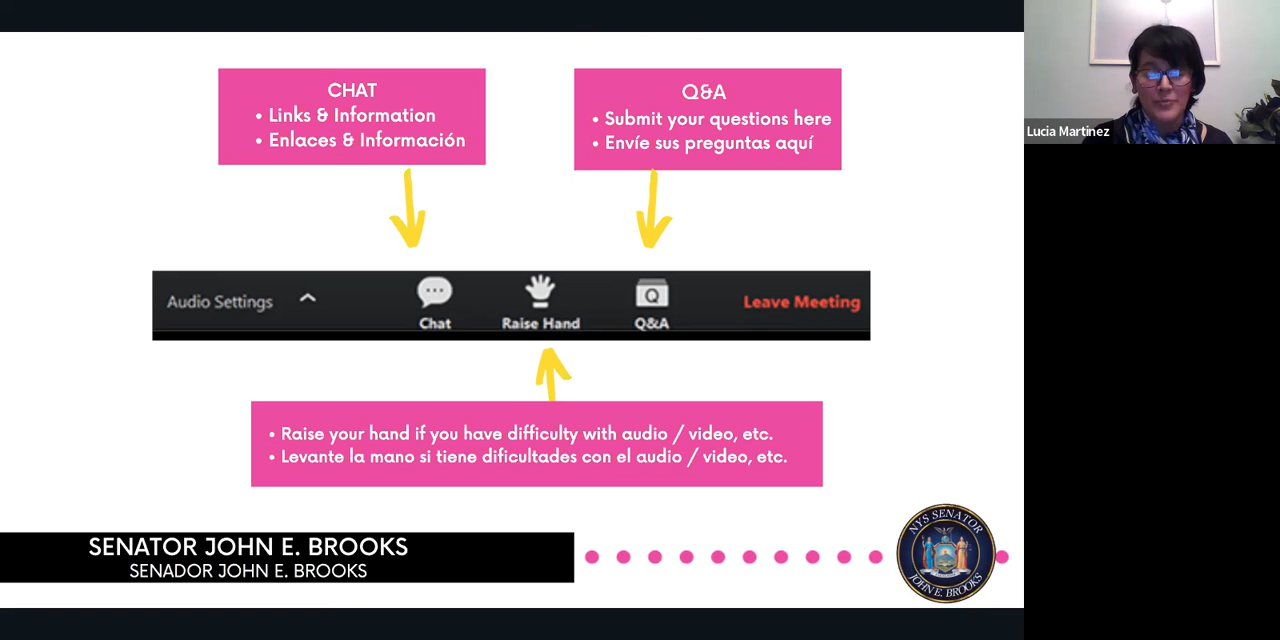 CHAT
• Links & Information
• Enlaces & Información
Q&A
• Submit your questions here
• Envíe sus preguntas aquí
Lucia Martinez
Audio Settings
Chat
Raise Hand
Q
Q&A
Leave Meeting
• Raise your hand if you have difficulty with audio / video, etc.
• Levante la mano si tiene dificultades con el audio / video, etc.
SENATOR JOHN E. BROOKS
SENADOR JOHN E. BROOKS
NYS SENATOR
JOHN E. BROOKS